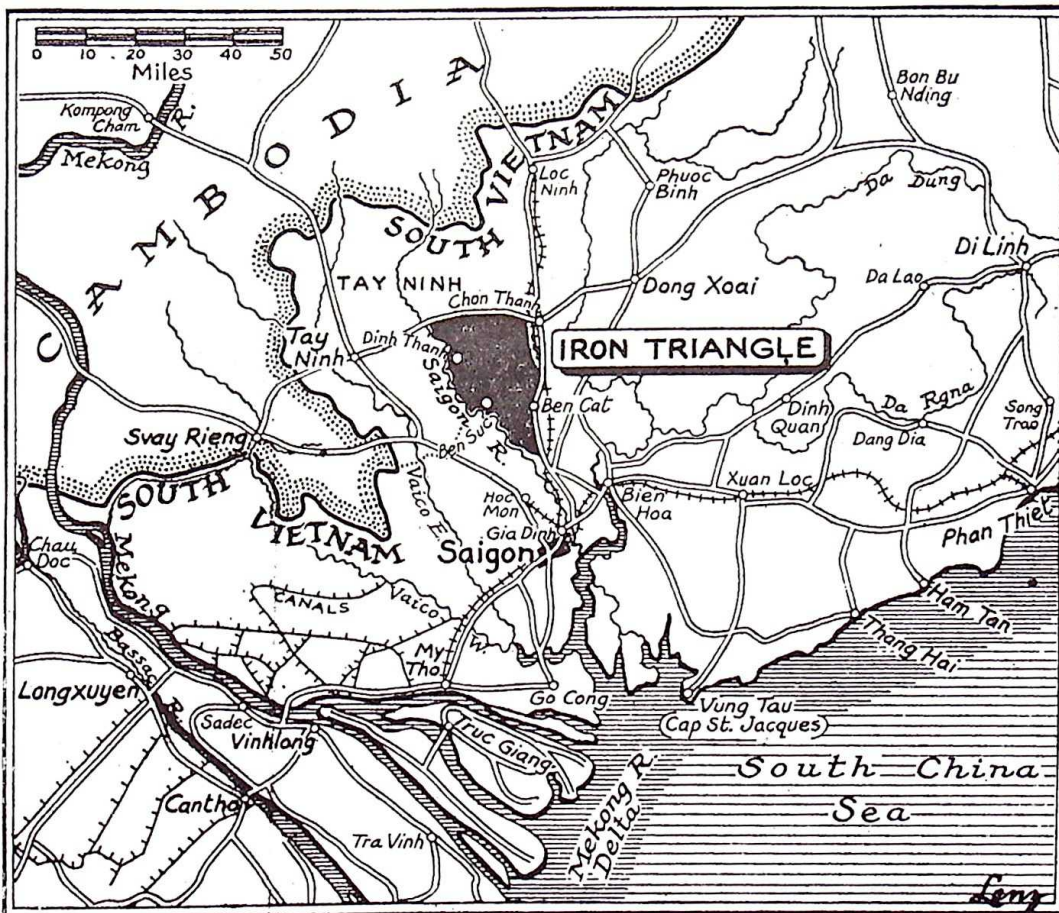 0 10 20 30 40 50
Miles
Kompong
Cham
Mekong R.
CAMBODIA
SOUTH VIETNAM
Bon Bu
Nding
Loc
Ninh
Phuoc
Binh
Da Dung
Di Linh
Da Lao
TAY NINH
Chon Thanh
Dong Xoai
Tay
Ninh
Dinh Thanh
IRON TRIANGLE
Saigon R.
Ben Cat
Ben Suc
Dinh
Quan
Da Rgna
Dang Dia
Song
Trao
Svay Rieng
SOUTH
VIETNAM
Vaico E.
Hoc
Mon
Gia Dinh
Saigon
Bien
Hoa
Xuan Loc
Phan Thiet
Chau
Doc
Mekong
Bassac R.
CANALS
Vaico W.
Ham Tan
Thang Hai
My
Tho
Go Cong
Vung Tau
(Cap St. Jacques)
Longxuyen
Sadec
Vinhlong
Truc Giang
Cantho
Tra Vinh
Mekong R.
Delta
South China
Sea
Lenz